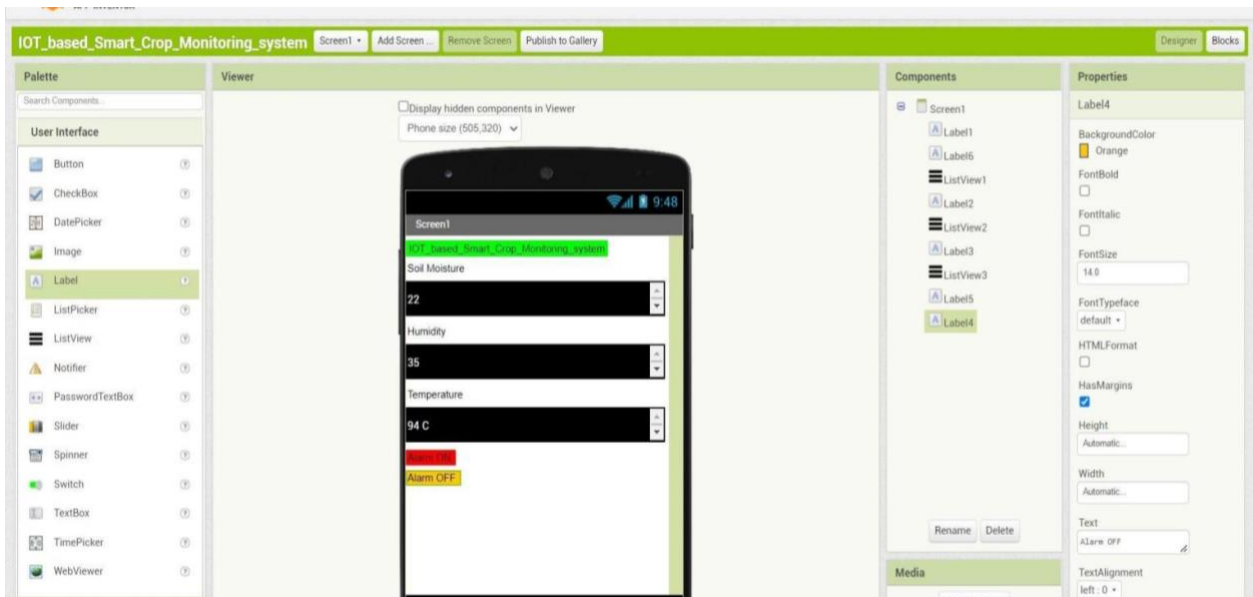 IOT_based_Smart_Crop_Monitoring_system Screen1 Add Screen ... Remove Screen Publish to Gallery Designer Blocks
Palette
Search Components...
User Interface
Button
CheckBox
DatePicker
Image
Label
ListPicker
ListView
Notifier
PasswordTextBox
Slider
Spinner
Switch
TextBox
TimePicker
WebViewer
Viewer
Display hidden components in Viewer
Phone size (505,320)
9:48
Screen1
IOT_based_Smart_Crop_Monitoring_system
Soil Moisture
22
Humidity
35
Temperature
94 C
Alarm ON
Alarm OFF
Components
Screen1
Label1
Label6
ListView1
Label2
ListView2
Label3
ListView3
Label5
Label4
Rename Delete
Media
Properties
Label4
BackgroundColor
Orange
FontBold
FontItalic
FontSize
14.0
FontTypeface
default
HTMLFormat
HasMargins
Height
Automatic...
Width
Automatic...
Text
Alarm OFF
TextAlignment
left : 0